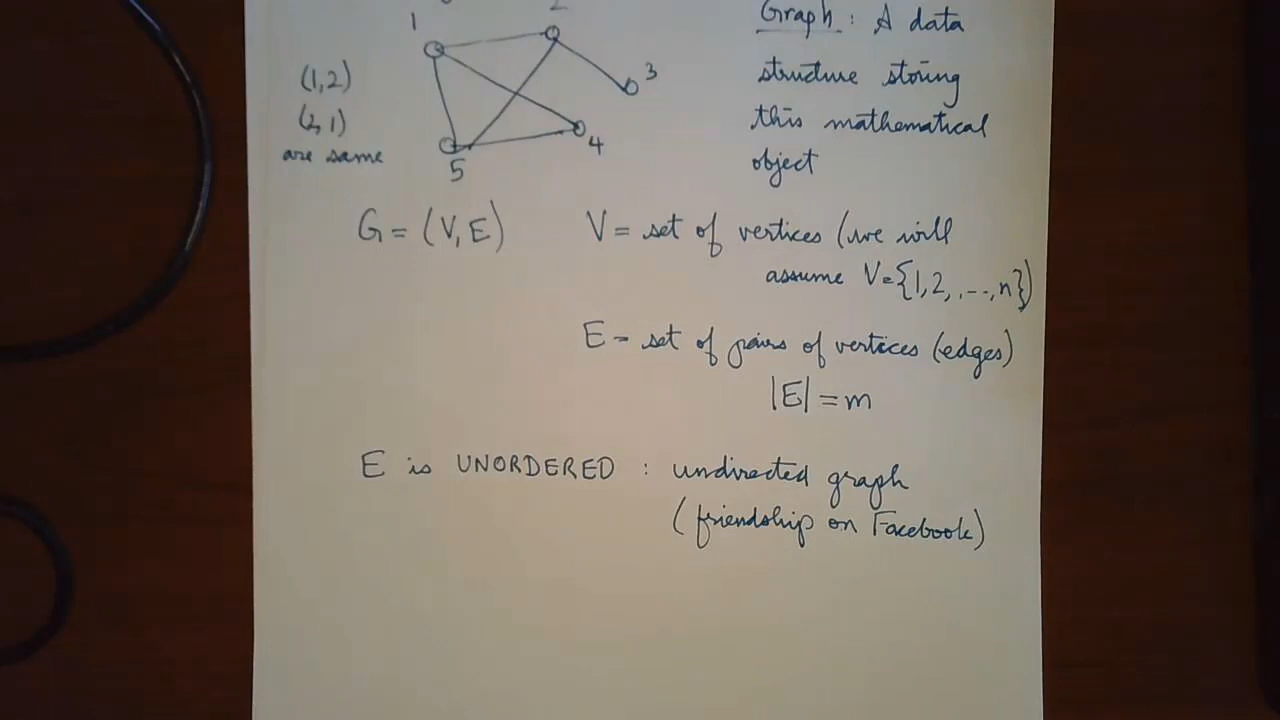 1
2
3
4
5
(1,2)
(2,1)
are same
Graph: A data
structure storing
this mathematical
object
G = (V, E)
V = set of vertices (we will
assume V={1,2,...,n})
E - set of pairs of vertices (edges)
|E| = m
E is UNORDERED : undirected graph
(friendship on Facebook)